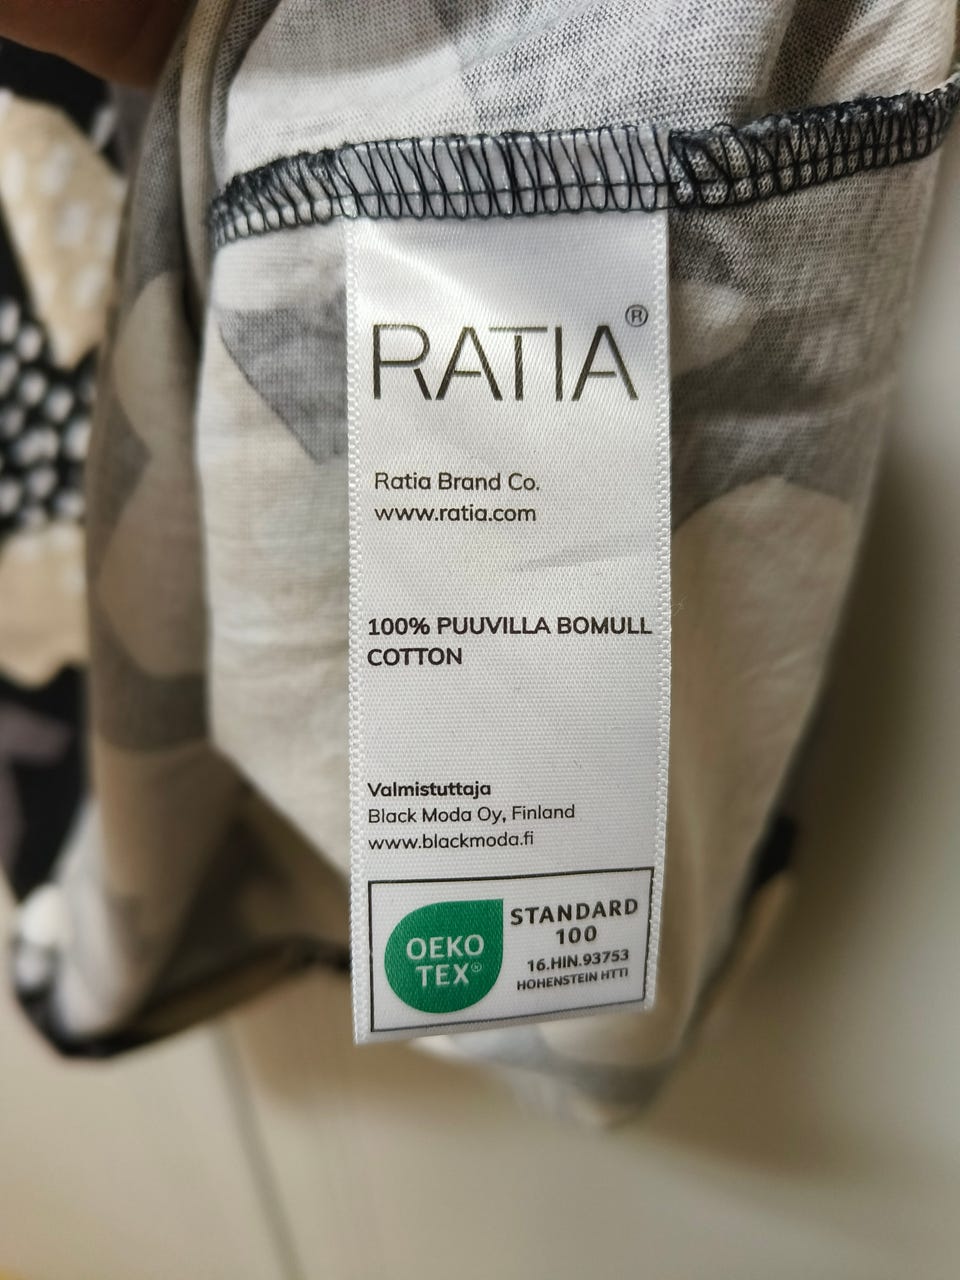 RATIA®
Ratia Brand Co.
www.ratia.com
100% PUUVILLA BOMULL
COTTON
Valmistuttaja
Black Moda Oy, Finland
www.blackmoda.fi
OEKO
TEX®
STANDARD
100
16.HIN.93753
HOHENSTEIN HTTI